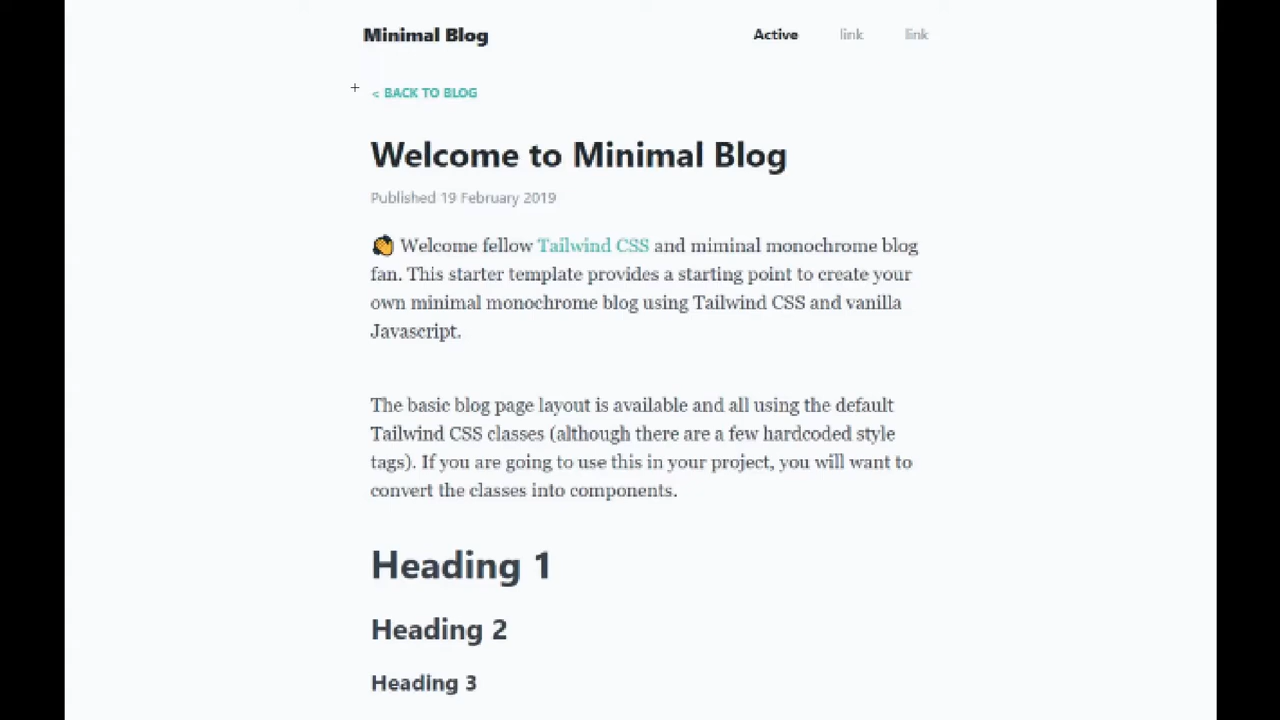 Minimal Blog
Active link link
< BACK TO BLOG
Welcome to Minimal Blog
Published 19 February 2019
👏 Welcome fellow Tailwind CSS and miminal monochrome blog
fan. This starter template provides a starting point to create your
own minimal monochrome blog using Tailwind CSS and vanilla
Javascript.
The basic blog page layout is available and all using the default
Tailwind CSS classes (although there are a few hardcoded style
tags). If you are going to use this in your project, you will want to
convert the classes into components.
Heading 1
Heading 2
Heading 3